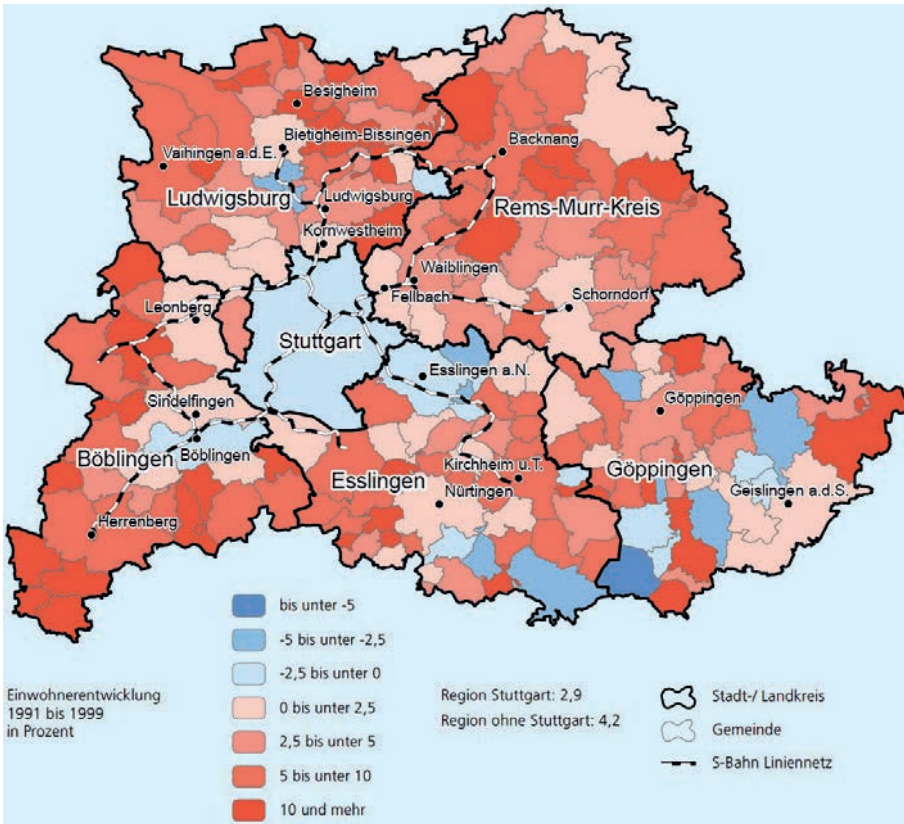 Besigheim
Bietigheim-Bissingen
Backnang
Vaihingen a.d.E.
Ludwigsburg
Ludwigsburg
Rems-Murr-Kreis
Kornwestheim
Waiblingen
Fellbach
Schorndorf
Leonberg
Stuttgart
Esslingen a.N.
Sindelfingen
Göppingen
Böblingen
Böblingen
Kirchheim u.T.
Göppingen
Esslingen
Nürtingen
Geislingen a.d.S.
Herrenberg
bis unter -5
-5 bis unter -2,5
-2,5 bis unter 0
0 bis unter 2,5
2,5 bis unter 5
5 bis unter 10
10 und mehr
Einwohnerentwicklung
1991 bis 1999
in Prozent
Region Stuttgart: 2,9
Region ohne Stuttgart: 4,2
Stadt-/ Landkreis
Gemeinde
S-Bahn Liniennetz